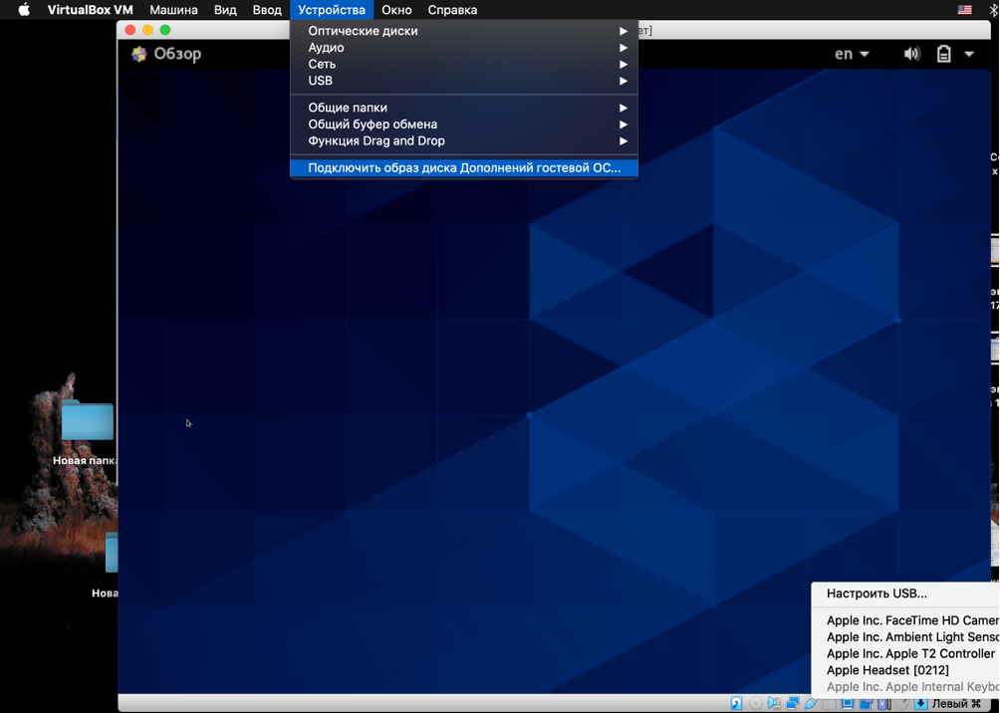 VirtualBox VM Машина Вид Ввод Устройства Окно Справка
Оптические диски
Аудио
Сеть
USB
Общие папки
Общий буфер обмена
Функция Drag and Drop
Подключить образ диска Дополнений гостевой ОС...
Обзор
en
Новая папка
Нова
Настроить USB...
Apple Inc. FaceTime HD Camer
Apple Inc. Ambient Light Senso
Apple Inc. Apple T2 Controller
Apple Headset [0212]
Apple Inc. Apple Internal Keybo
Левый ⌘